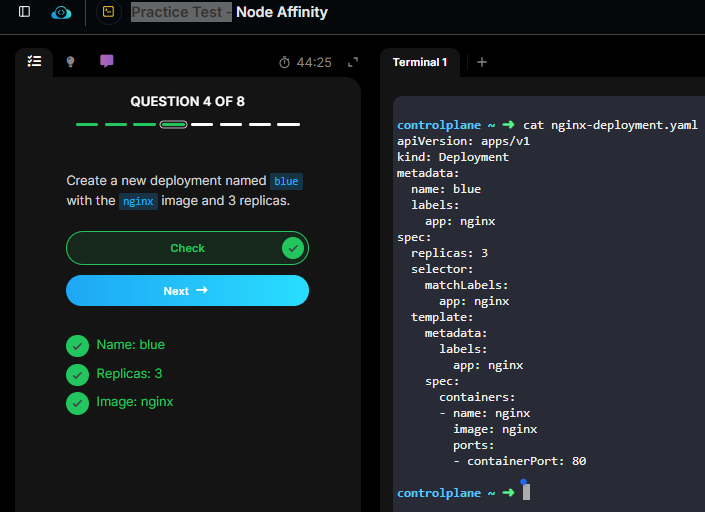 Practice Test - Node Affinity
44:25
QUESTION 4 OF 8
Create a new deployment named blue
with the nginx image and 3 replicas.
Check
Next →
Name: blue
Replicas: 3
Image: nginx
Terminal 1 +
controlplane ~ ➜ cat nginx-deployment.yaml
apiVersion: apps/v1
kind: Deployment
metadata:
  name: blue
  labels:
    app: nginx
spec:
  replicas: 3
  selector:
    matchLabels:
      app: nginx
  template:
    metadata:
      labels:
        app: nginx
    spec:
      containers:
      - name: nginx
        image: nginx
        ports:
        - containerPort: 80
controlplane ~ ➜